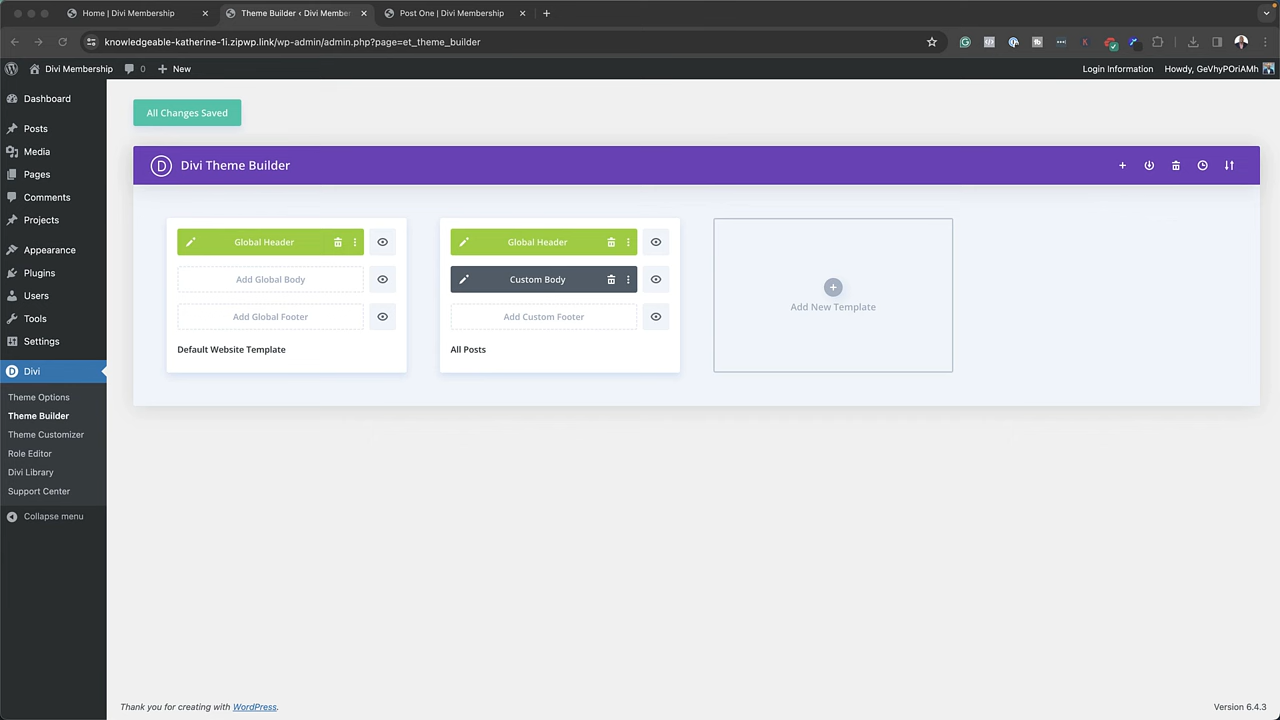 Home | Divi Membership
Theme Builder ‹ Divi Member
Post One | Divi Membership
knowledgeable-katherine-1i.zipwp.link/wp-admin/admin.php?page=et_theme_builder
Divi Membership
0
New
Login Information
Howdy, GeVhyPOriAMh
Dashboard
Posts
Media
Pages
Comments
Projects
Appearance
Plugins
Users
Tools
Settings
Divi
Theme Options
Theme Builder
Theme Customizer
Role Editor
Divi Library
Support Center
Collapse menu
All Changes Saved
D Divi Theme Builder
Global Header
Add Global Body
Add Global Footer
Default Website Template
Global Header
Custom Body
Add Custom Footer
All Posts
Add New Template
Thank you for creating with WordPress.
Version 6.4.3